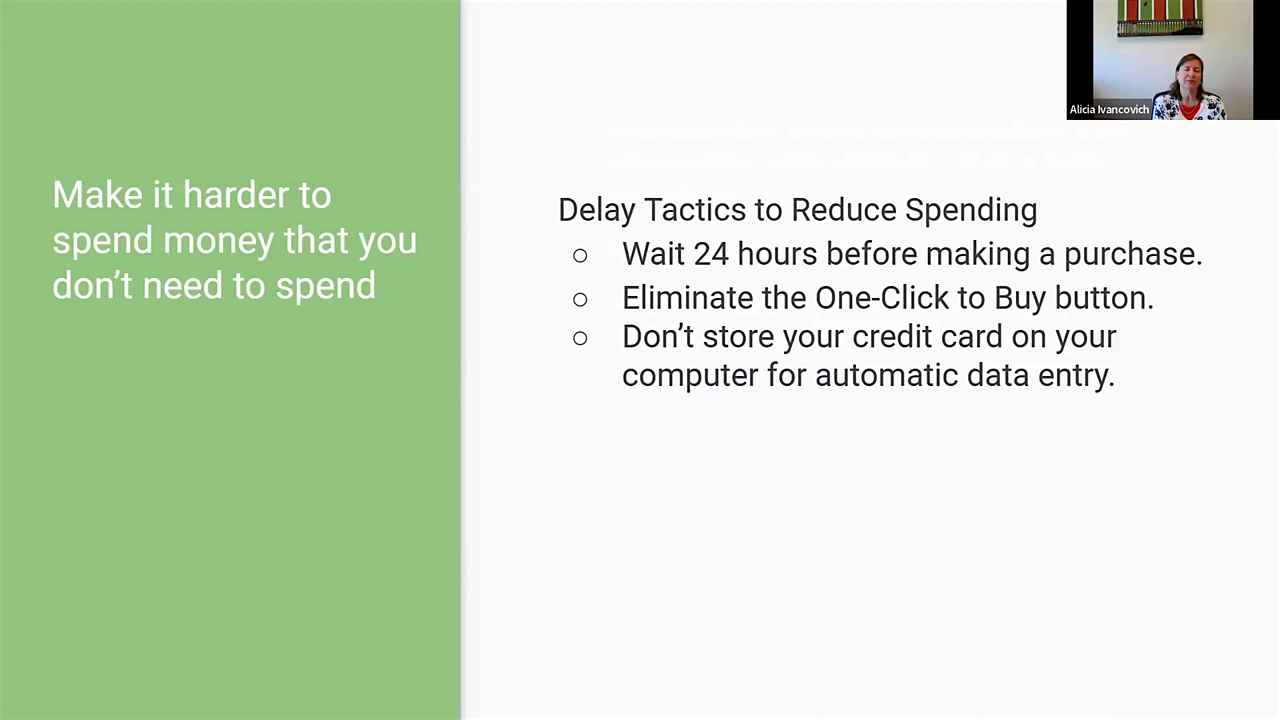 Make it harder to
spend money that you
don’t need to spend
Delay Tactics to Reduce Spending
○ Wait 24 hours before making a purchase.
○ Eliminate the One-Click to Buy button.
○ Don’t store your credit card on your
computer for automatic data entry.
Alicia Ivancovich